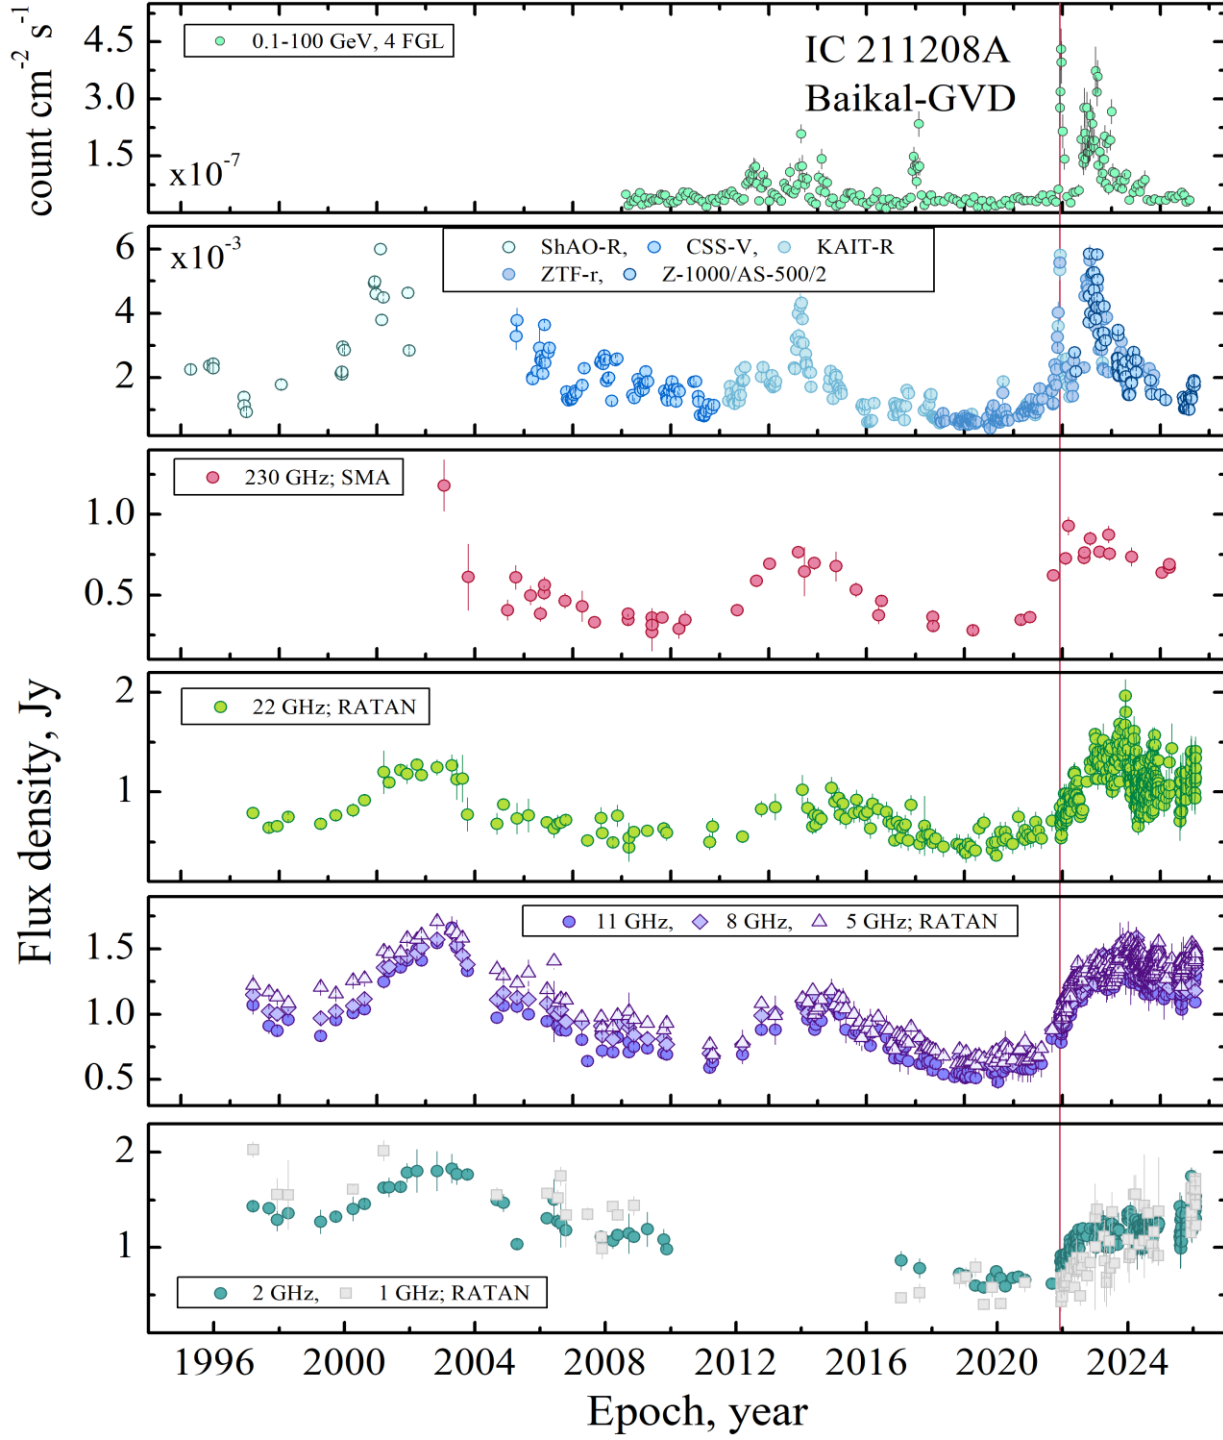 count cm⁻² s⁻¹
4.5
3.0
1.5
0.1-100 GeV, 4 FGL
IC 211208A
Baikal-GVD
x10⁻⁷
6
4
2
x10⁻³
ShAO-R, CSS-V, KAIT-R
ZTF-r, Z-1000/AS-500/2
1.0
0.5
230 GHz; SMA
Flux density, Jy
2
1
22 GHz; RATAN
1.5
1.0
0.5
11 GHz, 8 GHz, 5 GHz; RATAN
2
1
2 GHz, 1 GHz; RATAN
1996 2000 2004 2008 2012 2016 2020 2024
Epoch, year